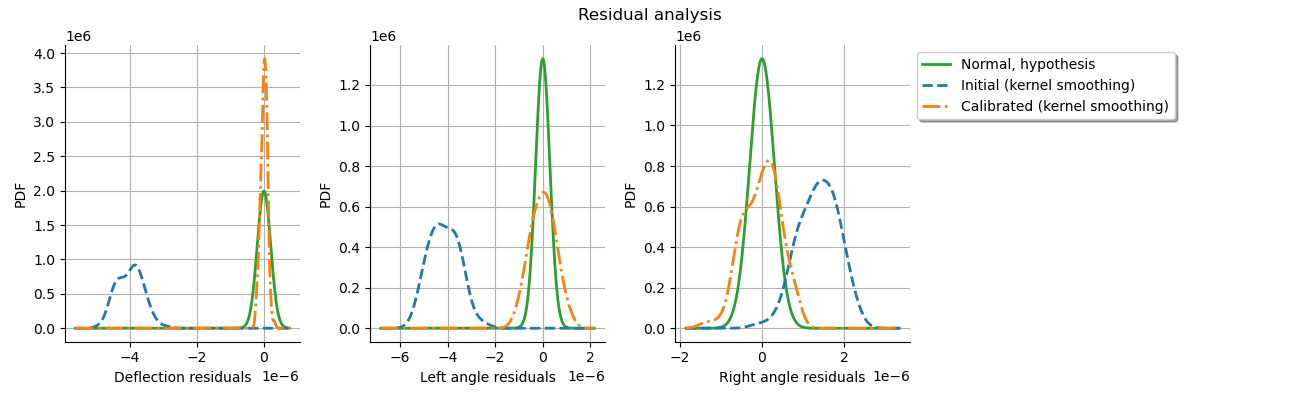 Residual analysis
1e6
4.0
3.5
3.0
2.5
2.0
1.5
1.0
0.5
0.0
PDF
−4
−2
0
Deflection residuals
1e−6
1e6
1.2
1.0
0.8
0.6
0.4
0.2
0.0
PDF
−6
−4
−2
0
2
Left angle residuals
1e−6
1e6
1.2
1.0
0.8
0.6
0.4
0.2
0.0
PDF
−2
0
2
Right angle residuals
1e−6
Normal, hypothesis
Initial (kernel smoothing)
Calibrated (kernel smoothing)